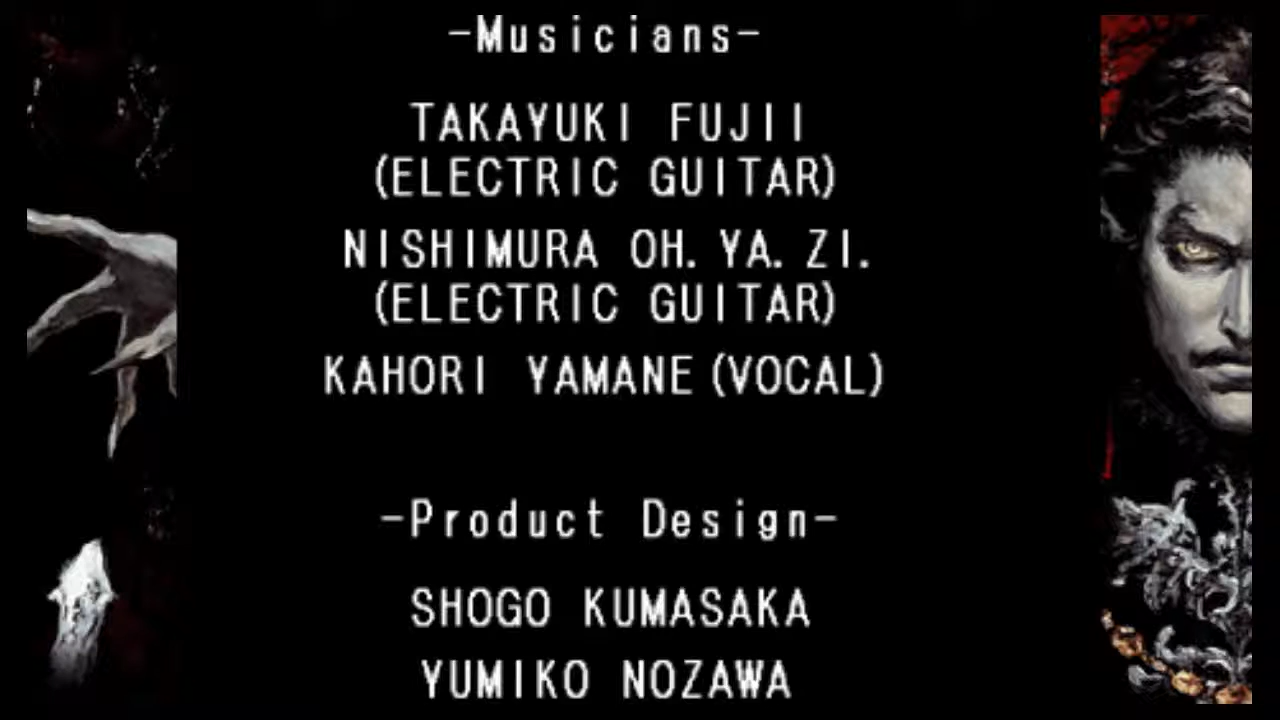 -Musicians-
TAKAYUKI FUJII
(ELECTRIC GUITAR)
NISHIMURA OH. YA. ZI.
(ELECTRIC GUITAR)
KAHORI YAMANE (VOCAL)
-Product Design-
SHOGO KUMASAKA
YUMIKO NOZAWA